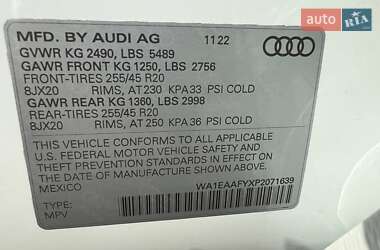 AUTO RIA
MFD. BY AUDI AG 11 22
GVWR KG 2490, LBS 5489
GAWR FRONT KG 1250, LBS 2756
FRONT-TIRES 255/45 R20
8JX20 RIMS, AT 230 KPA 33 PSI COLD
GAWR REAR KG 1360, LBS 2998
REAR-TIRES 255/45 R20
8JX20 RIMS, AT 250 KPA 36 PSI COLD
THIS VEHICLE CONFORMS TO ALL APPLICABLE
U.S. FEDERAL MOTOR VEHICLE SAFETY AND
THEFT PREVENTION STANDARDS IN EFFECT ON THE
DATE OF MANUFACTURE SHOWN ABOVE.
MEXICO WA1EAAFYXP2071639
TYPE:
MPV